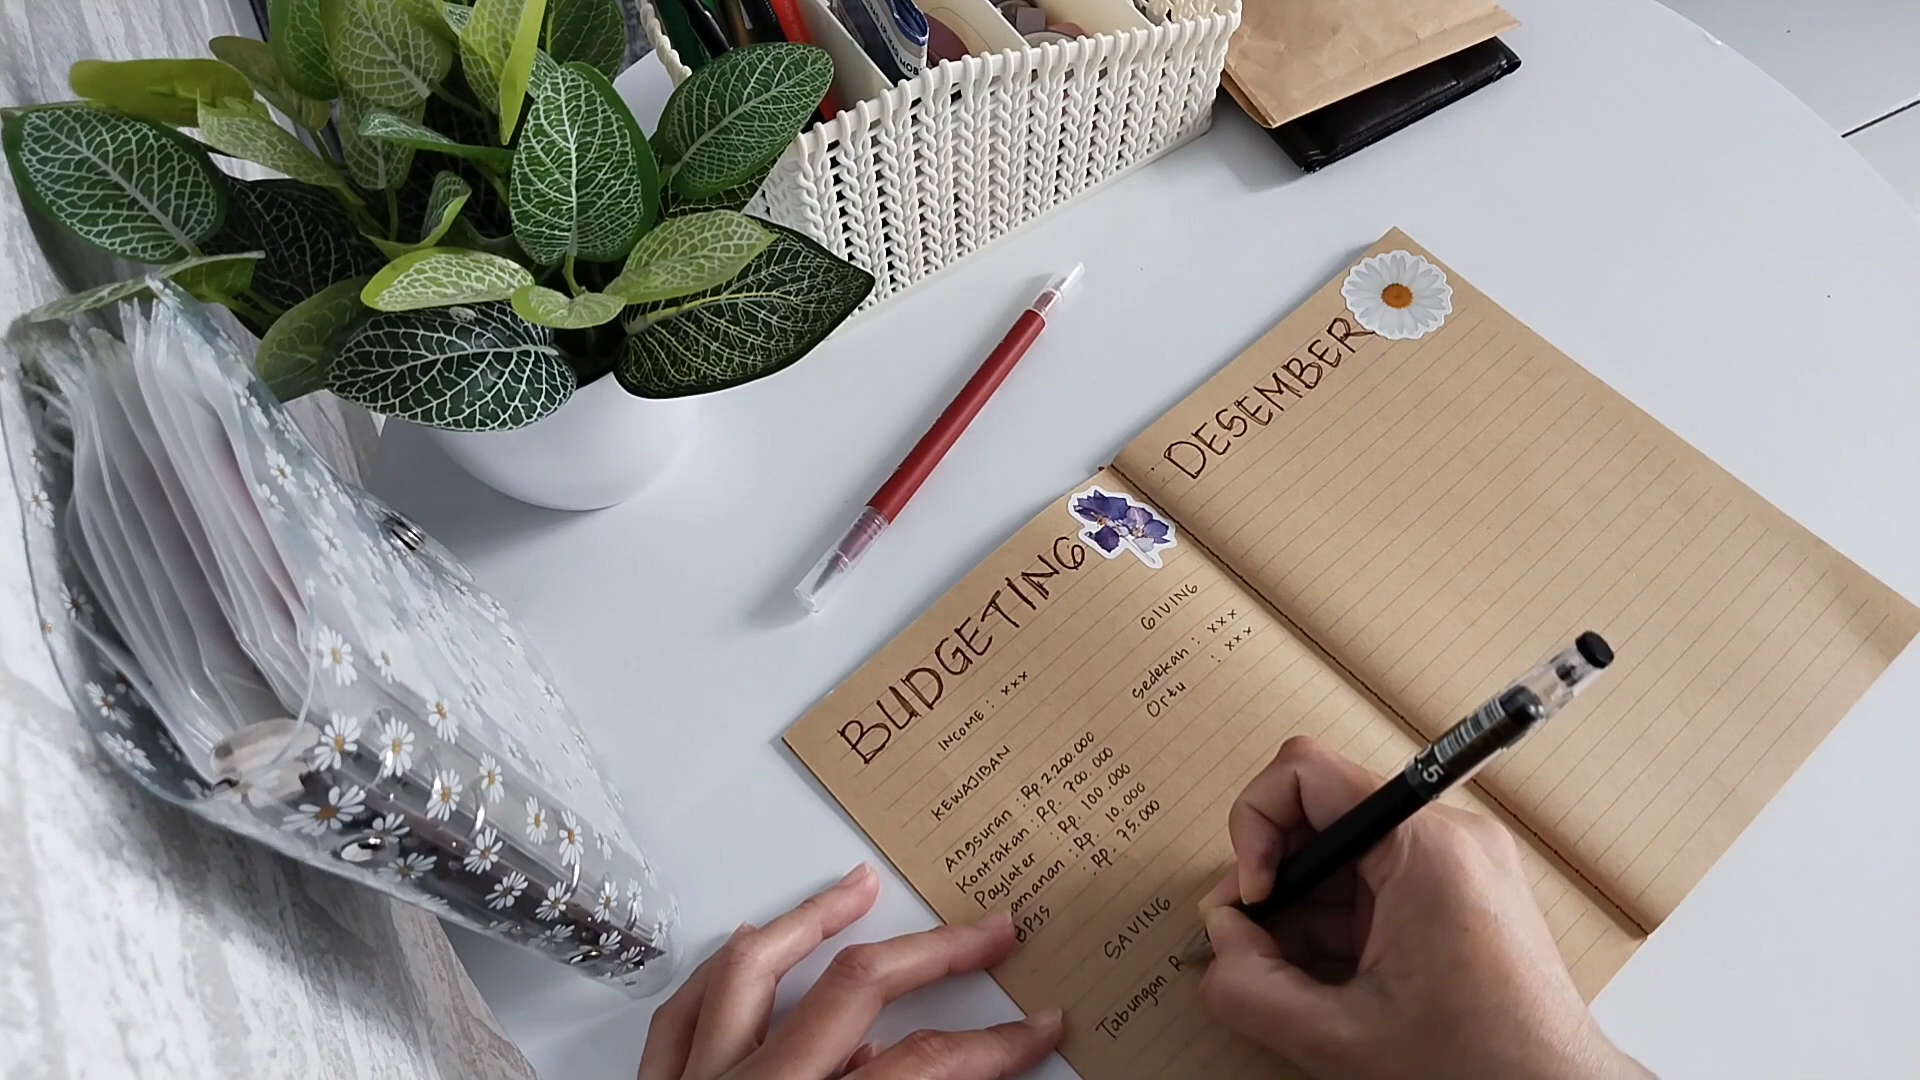 BUDGETING
INCOME : xxx
KEWAJIBAN
Angsuran : Rp. 2.200.000
Kontrakan : Rp. 700.000
Paylater : Rp. 100.000
amanan : Rp. 10.000
BPJS : Rp. 75.000
GIVING
Sedekah : xxx
Ortu : xxx
SAVING
Tabungan R
DESEMBER